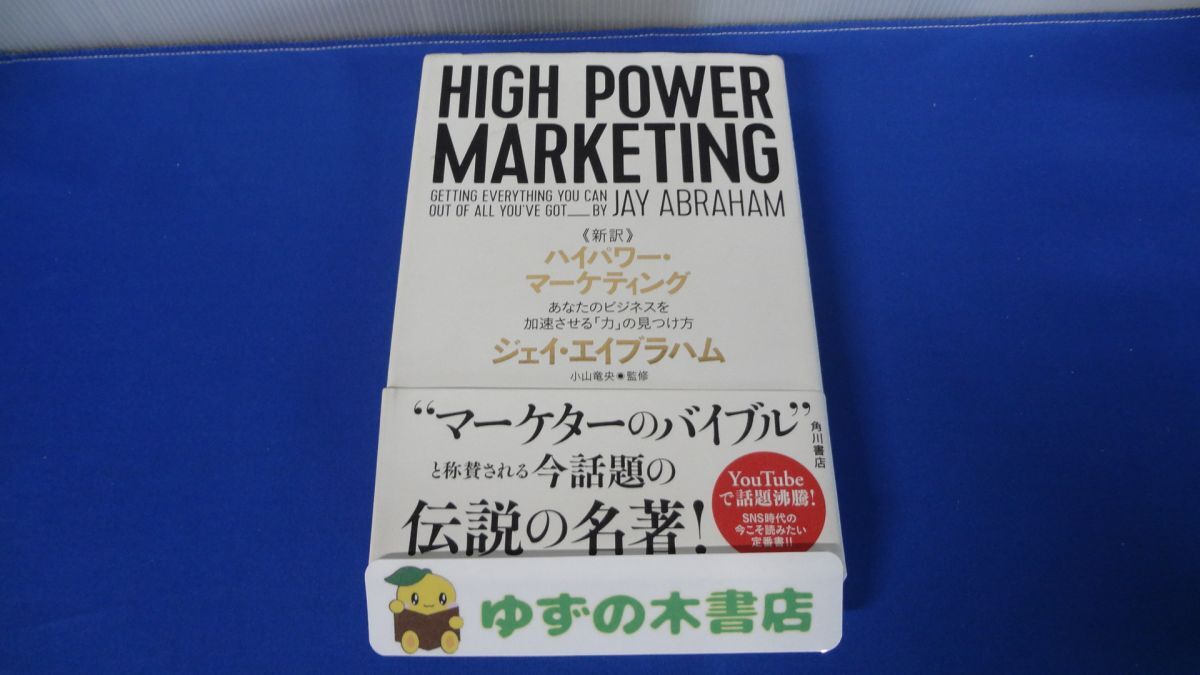 HIGH POWER
MARKETING
GETTING EVERYTHING YOU CAN
OUT OF ALL YOU'VE GOT___BY JAY ABRAHAM
《新訳》
ハイパワー・
マーケティング
あなたのビジネスを
加速させる「力」の見つけ方
ジェイ・エイブラハム
小山竜央◉監修
角川書店
“マーケターのバイブル”
と称賛される今話題の
伝説の名著!
YouTube
で話題沸騰!
SNS時代の
今こそ読みたい
定番書!!
ゆずの木書店